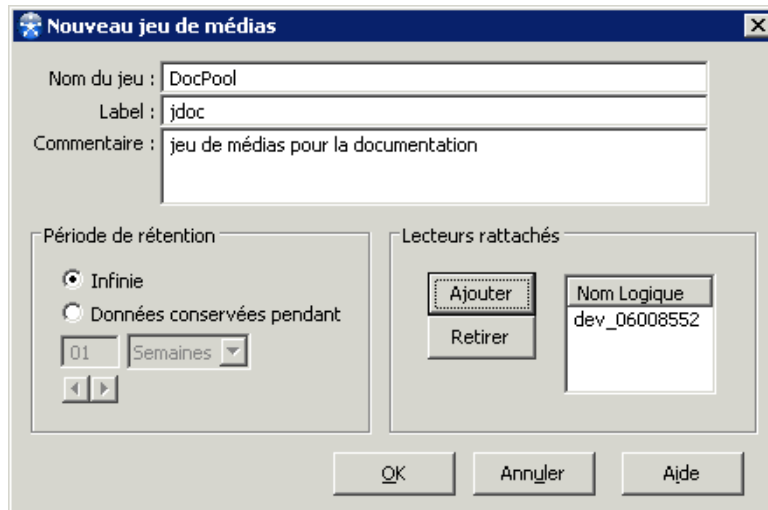 Nouveau jeu de médias
Nom du jeu : DocPool
Label : jdoc
Commentaire : jeu de médias pour la documentation
Période de rétention
Infinie
Données conservées pendant
01 Semaines
Lecteurs rattachés
Ajouter
Retirer
Nom Logique
dev_06008552
OK Annuler Aide